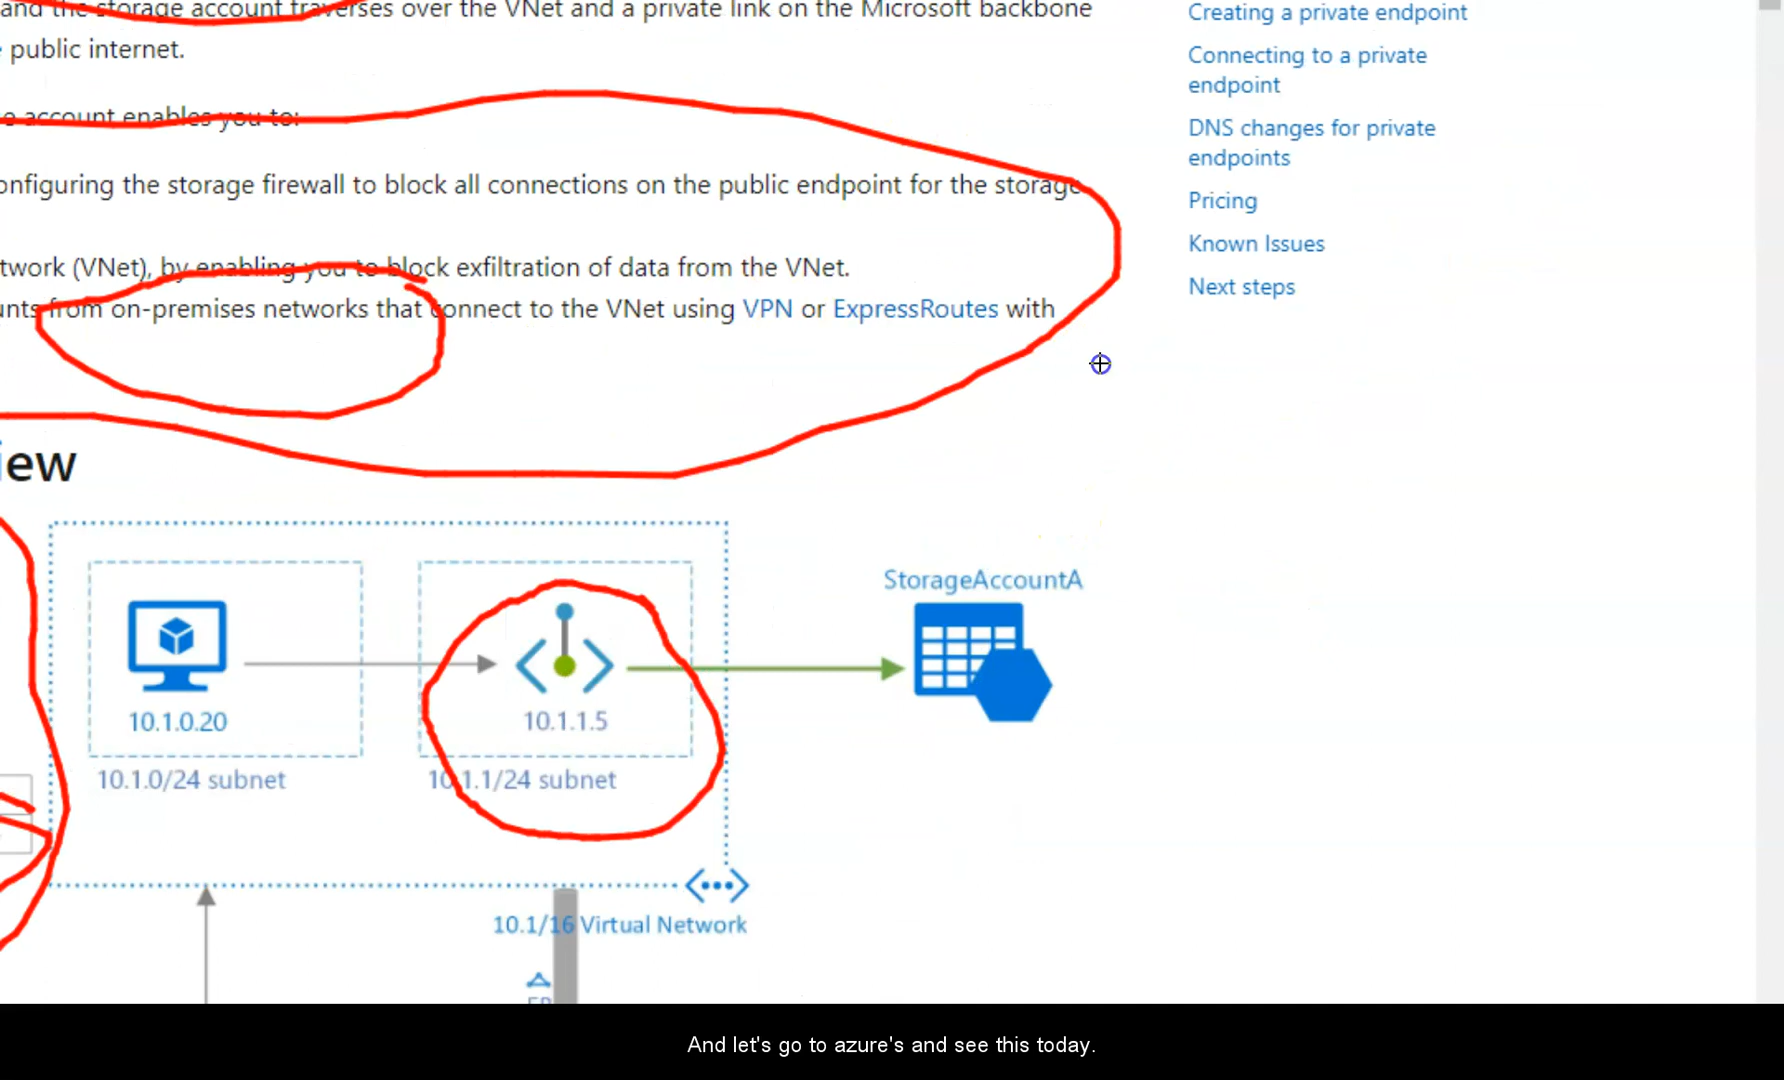 and the storage account traverses over the VNet and a private link on the Microsoft backbone
public internet.
account enables you to:
onfiguring the storage firewall to block all connections on the public endpoint for the storage
twork (VNet), by enabling you to block exfiltration of data from the VNet.
unts from on-premises networks that connect to the VNet using VPN or ExpressRoutes with
Creating a private endpoint
Connecting to a private
endpoint
DNS changes for private
endpoints
Pricing
Known Issues
Next steps
iew
StorageAccountA
10.1.0.20
10.1.1.5
10.1.0/24 subnet
10.1.1/24 subnet
10.1/16 Virtual Network
And let's go to azure's and see this today.